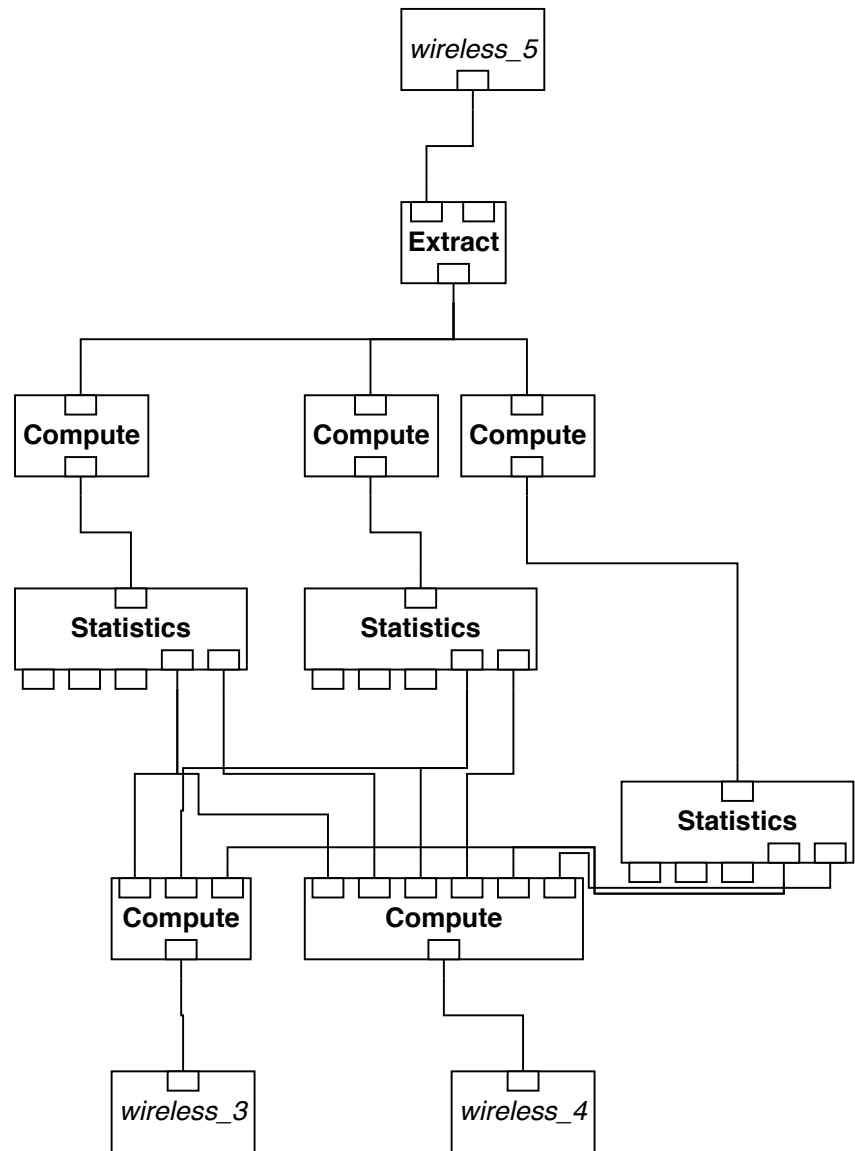 wireless_5
Extract
Compute
Compute
Compute
Statistics
Statistics
Statistics
Compute
Compute
wireless_3
wireless_4